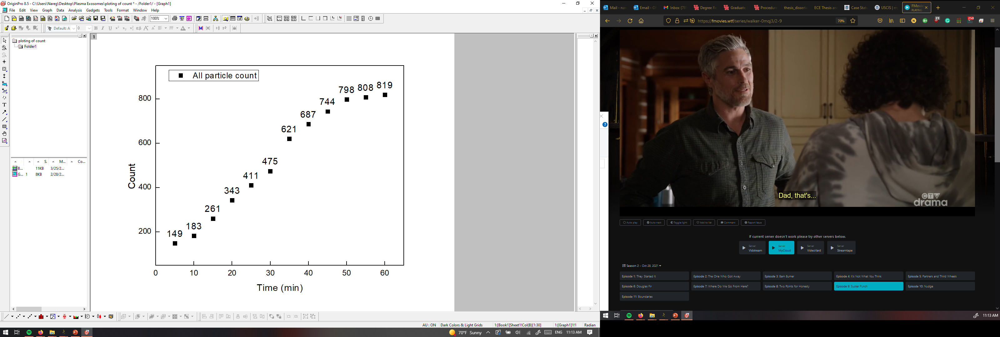 OriginPro 8.5 - C:\Users\Nareg\Desktop\Plasma Exosomes\ploting of count * - /Folder1/ - [Graph1]
File Edit View Graph Data Analysis Gadgets Tools Format Window Help
100%
Default: A 0 B I U αβ A A A
ploting of count
Folder1
S. M... Co...
B... 11KB 3/25/2...
G... 1 8KB 2/28/2...
1
All particle count
Count
800
600
400
200
149
183
261
343
411
475
621
687
744
798
808
819
0 10 20 30 40 50 60
Time (min)
AU : ON Dark Colors & Light Grids 1:[Book1]Sheet1!Col(B)[1:30] 1:[Graph1]1!1 Radian
70°F Sunny ENG 11:13 AM
Mail - nar Email - O Inbox (78 Degree Re Graduate Procedure thesis_disserta ECE Thesis an Case Statu USCIS | m FMovie
PLAYING
https://fmovies.wtf/series/walker-0mqj3/2-9 70% 21 250
Dad, that's...
CTV
drama
Auto play Auto next Toggle light Add to list Comment Report Issue
If current server doesn't work please try other servers below.
Server Vidstream
Server MyCloud
Server VideoVard
Server Streamtape
Season 2 - Oct 28, 2021
Episode 1: They Started It Episode 2: The One Who Got Away Episode 3: Barn Burner Episode 4: It's Not What You Think Episode 5: Partners and Third Wheels
Episode 6: Douglas Fir Episode 7: Where Do We Go From Here? Episode 8: Two Points for Honesty Episode 9: Sucker Punch Episode 10: Nudge
Episode 11: Boundaries
11:13 AM